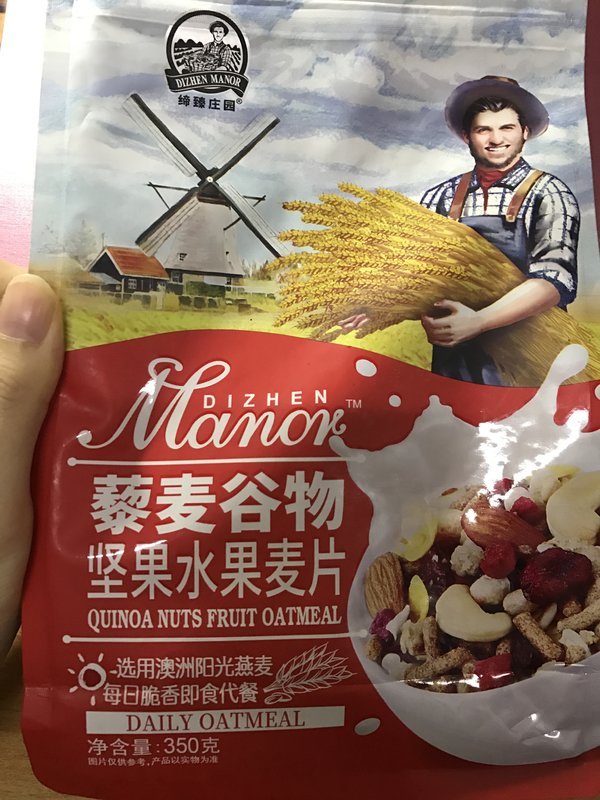 DIZHEN MANOR
缔臻庄园®
DIZHEN
Manor™
藜麦谷物
坚果水果麦片
QUINOA NUTS FRUIT OATMEAL
-选用澳洲阳光燕麦
每日脆香即食代餐
DAILY OATMEAL
净含量:350克
图片仅供参考,产品以实物为准